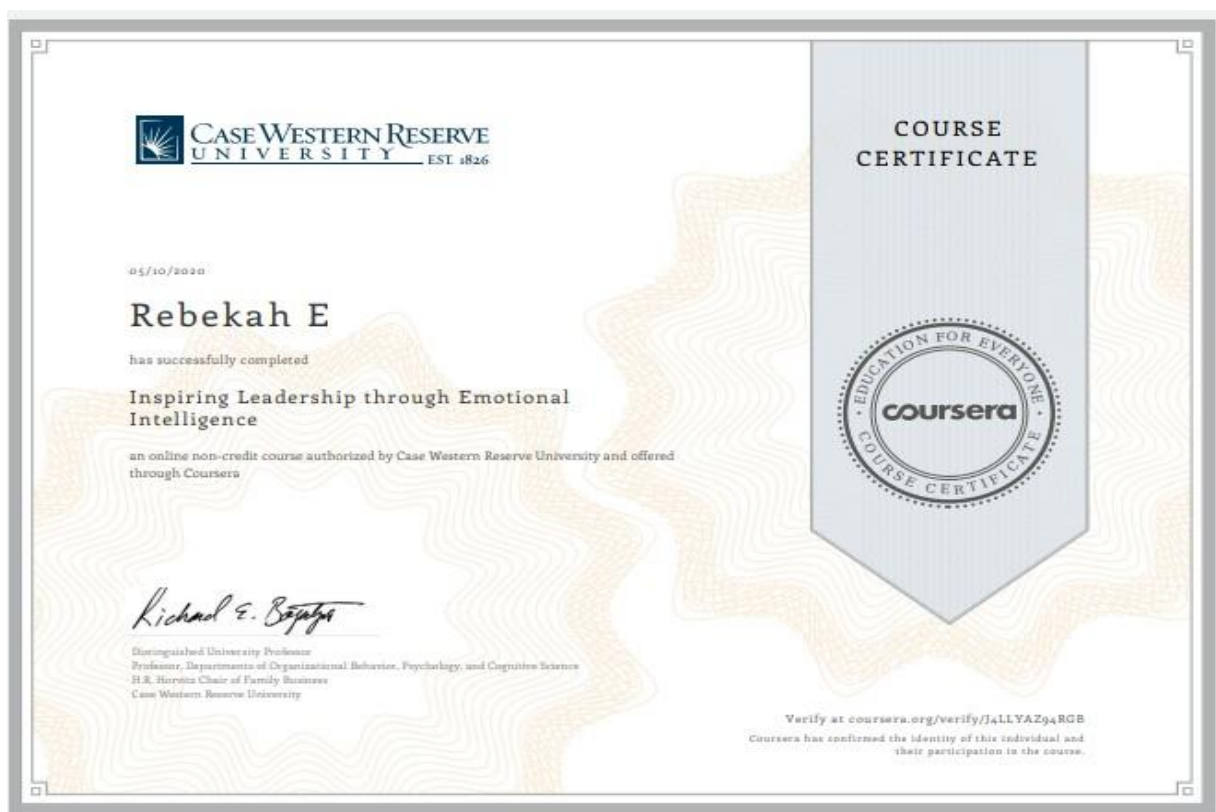 CASE WESTERN RESERVE
UNIVERSITY EST. 1826
COURSE
CERTIFICATE
05/10/2020
Rebekah E
has successfully completed
Inspiring Leadership through Emotional
Intelligence
an online non-credit course authorized by Case Western Reserve University and offered
through Coursera
EDUCATION FOR EVERYONE
coursera
COURSE CERTIFICATE
Richard E. Boyatzis
Distinguished University Professor
Professor, Departments of Organizational Behavior, Psychology, and Cognitive Science
H.R. Horvitz Chair of Family Business
Case Western Reserve University
Verify at coursera.org/verify/J4LLYAZ94RGB
Coursera has confirmed the identity of this individual and
their participation in the course.